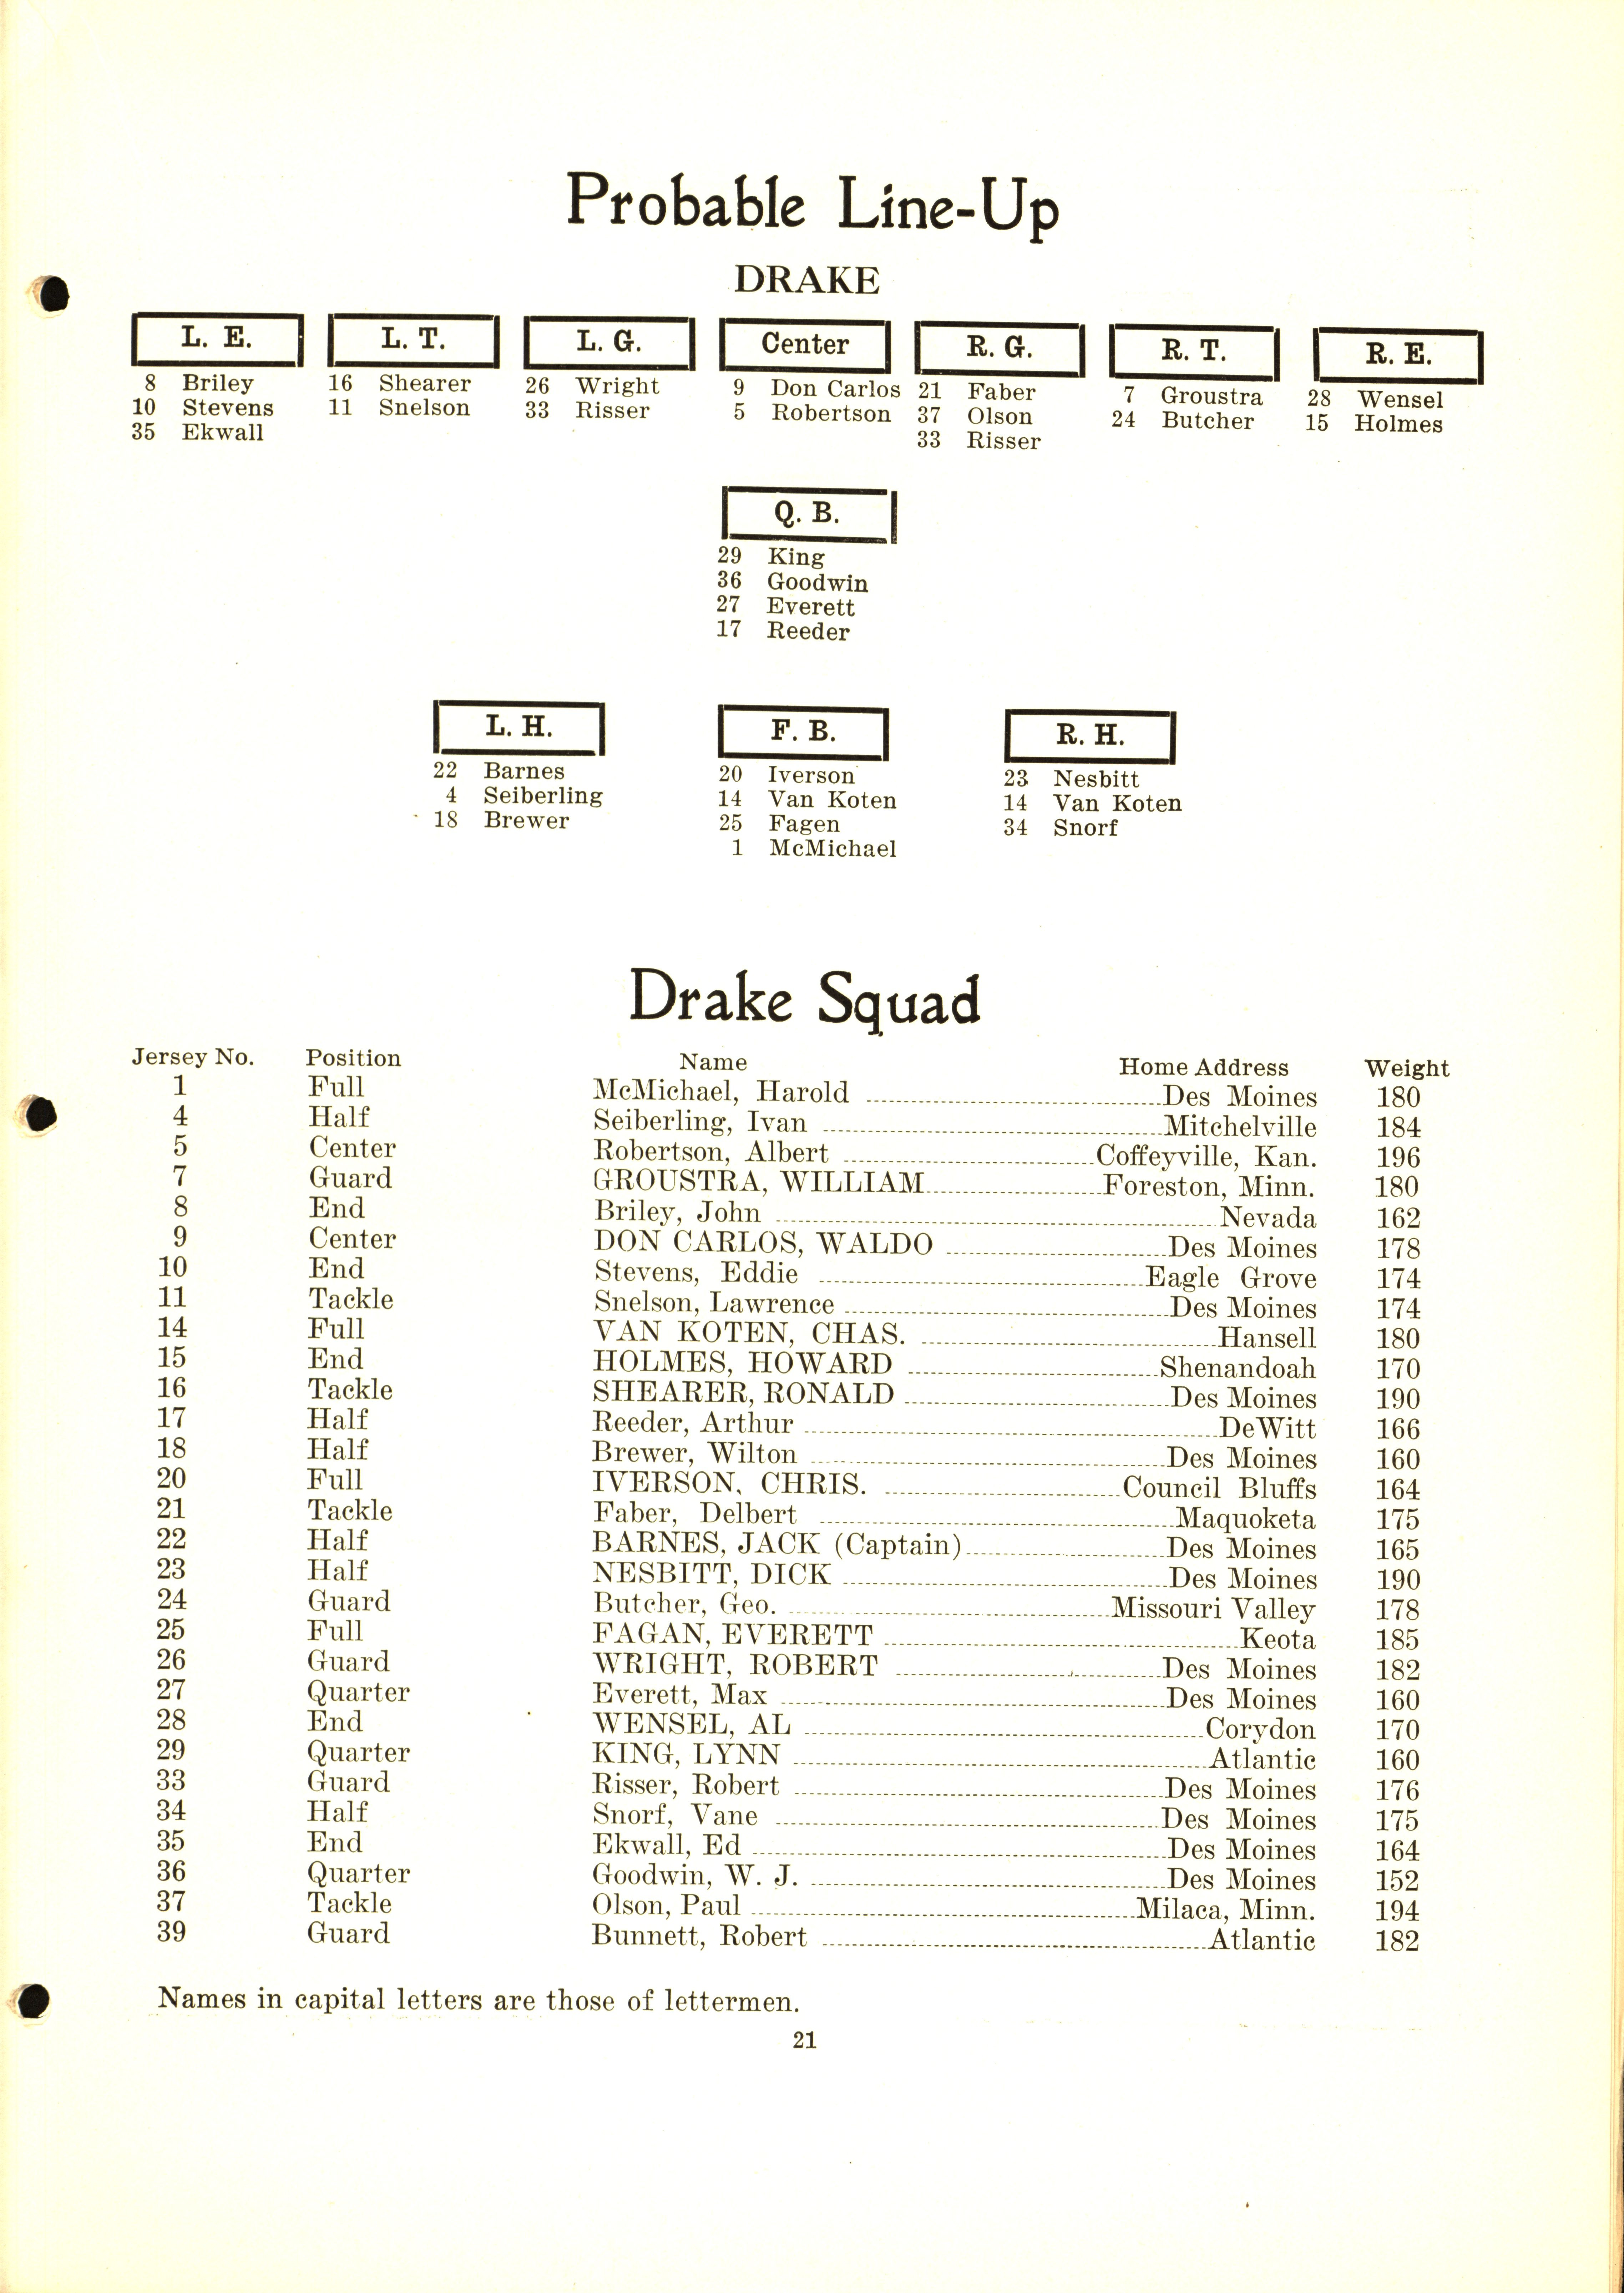 Probable Line-Up
DRAKE
L. E.
8 Briley
10 Stevens
35 Ekwall
L. T.
16 Shearer
11 Snelson
L. G.
26 Wright
33 Risser
Center
9 Don Carlos
5 Robertson
R. G.
21 Faber
37 Olson
33 Risser
R. T.
7 Groustra
24 Butcher
R. E.
28 Wensel
15 Holmes
Q. B.
29 King
36 Goodwin
27 Everett
17 Reeder
L. H.
22 Barnes
4 Seiberling
18 Brewer
F. B.
20 Iverson
14 Van Koten
25 Fagen
1 McMichael
R. H.
23 Nesbitt
14 Van Koten
34 Snorf
Drake Squad
Jersey No. Position Name Home Address Weight
1 Full McMichael, Harold Des Moines 180
4 Half Seiberling, Ivan Mitchelville 184
5 Center Robertson, Albert Coffeyville, Kan. 196
7 Guard GROUSTRA, WILLIAM Foreston, Minn. 180
8 End Briley, John Nevada 162
9 Center DON CARLOS, WALDO Des Moines 178
10 End Stevens, Eddie Eagle Grove 174
11 Tackle Snelson, Lawrence Des Moines 174
14 Full VAN KOTEN, CHAS. Hansell 180
15 End HOLMES, HOWARD Shenandoah 170
16 Tackle SHEARER, RONALD Des Moines 190
17 Half Reeder, Arthur DeWitt 166
18 Half Brewer, Wilton Des Moines 160
20 Full IVERSON, CHRIS. Council Bluffs 164
21 Tackle Faber, Delbert Maquoketa 175
22 Half BARNES, JACK (Captain) Des Moines 165
23 Half NESBITT, DICK Des Moines 190
24 Guard Butcher, Geo. Missouri Valley 178
25 Full FAGAN, EVERETT Keota 185
26 Guard WRIGHT, ROBERT Des Moines 182
27 Quarter Everett, Max Des Moines 160
28 End WENSEL, AL Corydon 170
29 Quarter KING, LYNN Atlantic 160
33 Guard Risser, Robert Des Moines 176
34 Half Snorf, Vane Des Moines 175
35 End Ekwall, Ed Des Moines 164
36 Quarter Goodwin, W. J. Des Moines 152
37 Tackle Olson, Paul Milaca, Minn. 194
39 Guard Bunnett, Robert Atlantic 182
Names in capital letters are those of lettermen.
21